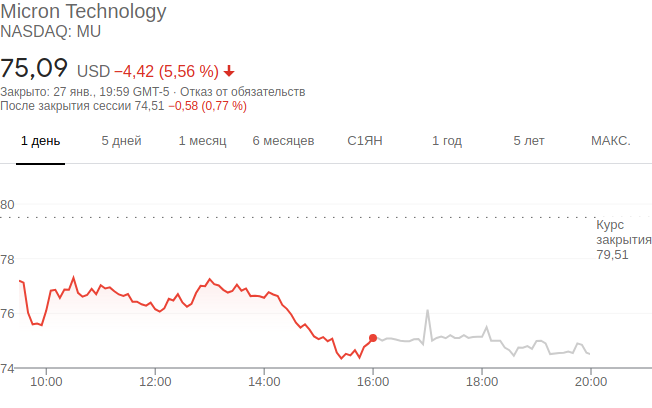 Micron Technology
NASDAQ: MU
75,09 USD −4,42 (5,56 %)
Закрыто: 27 янв., 19:59 GMT-5 · Отказ от обязательств
После закрытия сессии 74,51 −0,58 (0,77 %)
1 день 5 дней 1 месяц 6 месяцев С1ЯН 1 год 5 лет МАКС.
80
Курс
закрытия
79,51
78
76
74
10:00 12:00 14:00 16:00 18:00 20:00